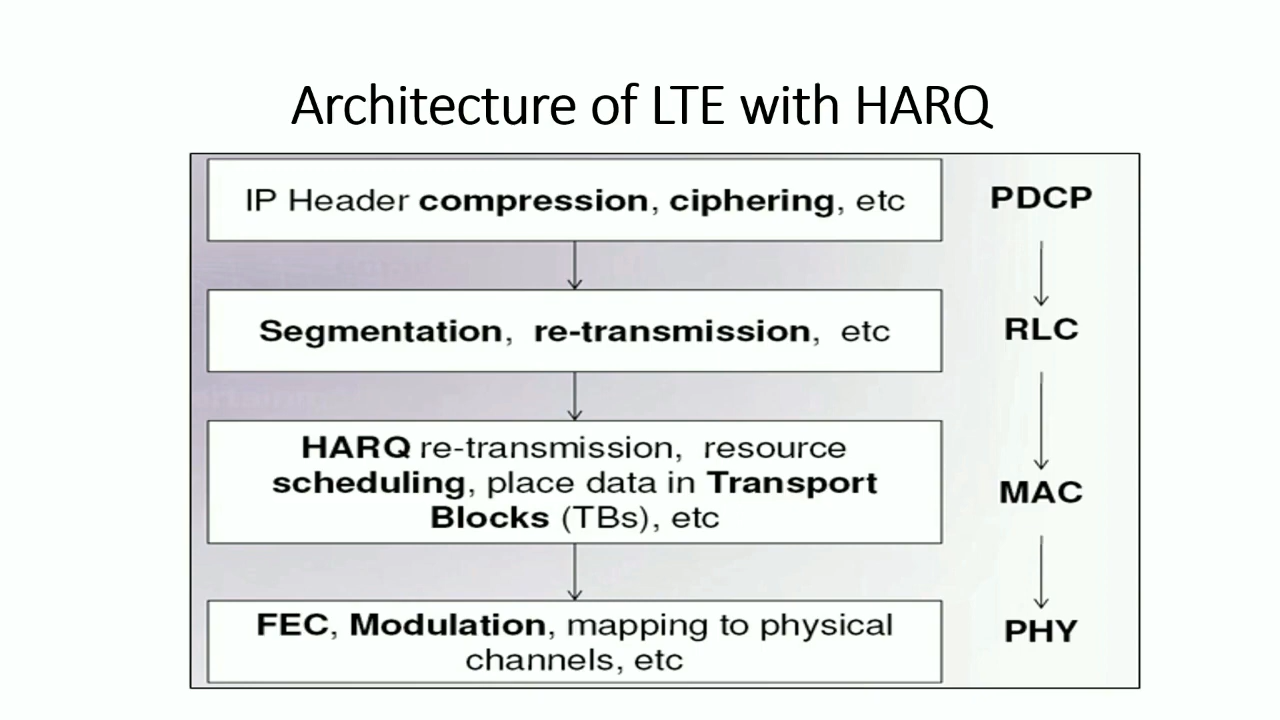 Architecture of LTE with HARQ
IP Header compression, ciphering, etc
PDCP
Segmentation, re-transmission, etc
RLC
HARQ re-transmission, resource
scheduling, place data in Transport
Blocks (TBs), etc
MAC
FEC, Modulation, mapping to physical
channels, etc
PHY